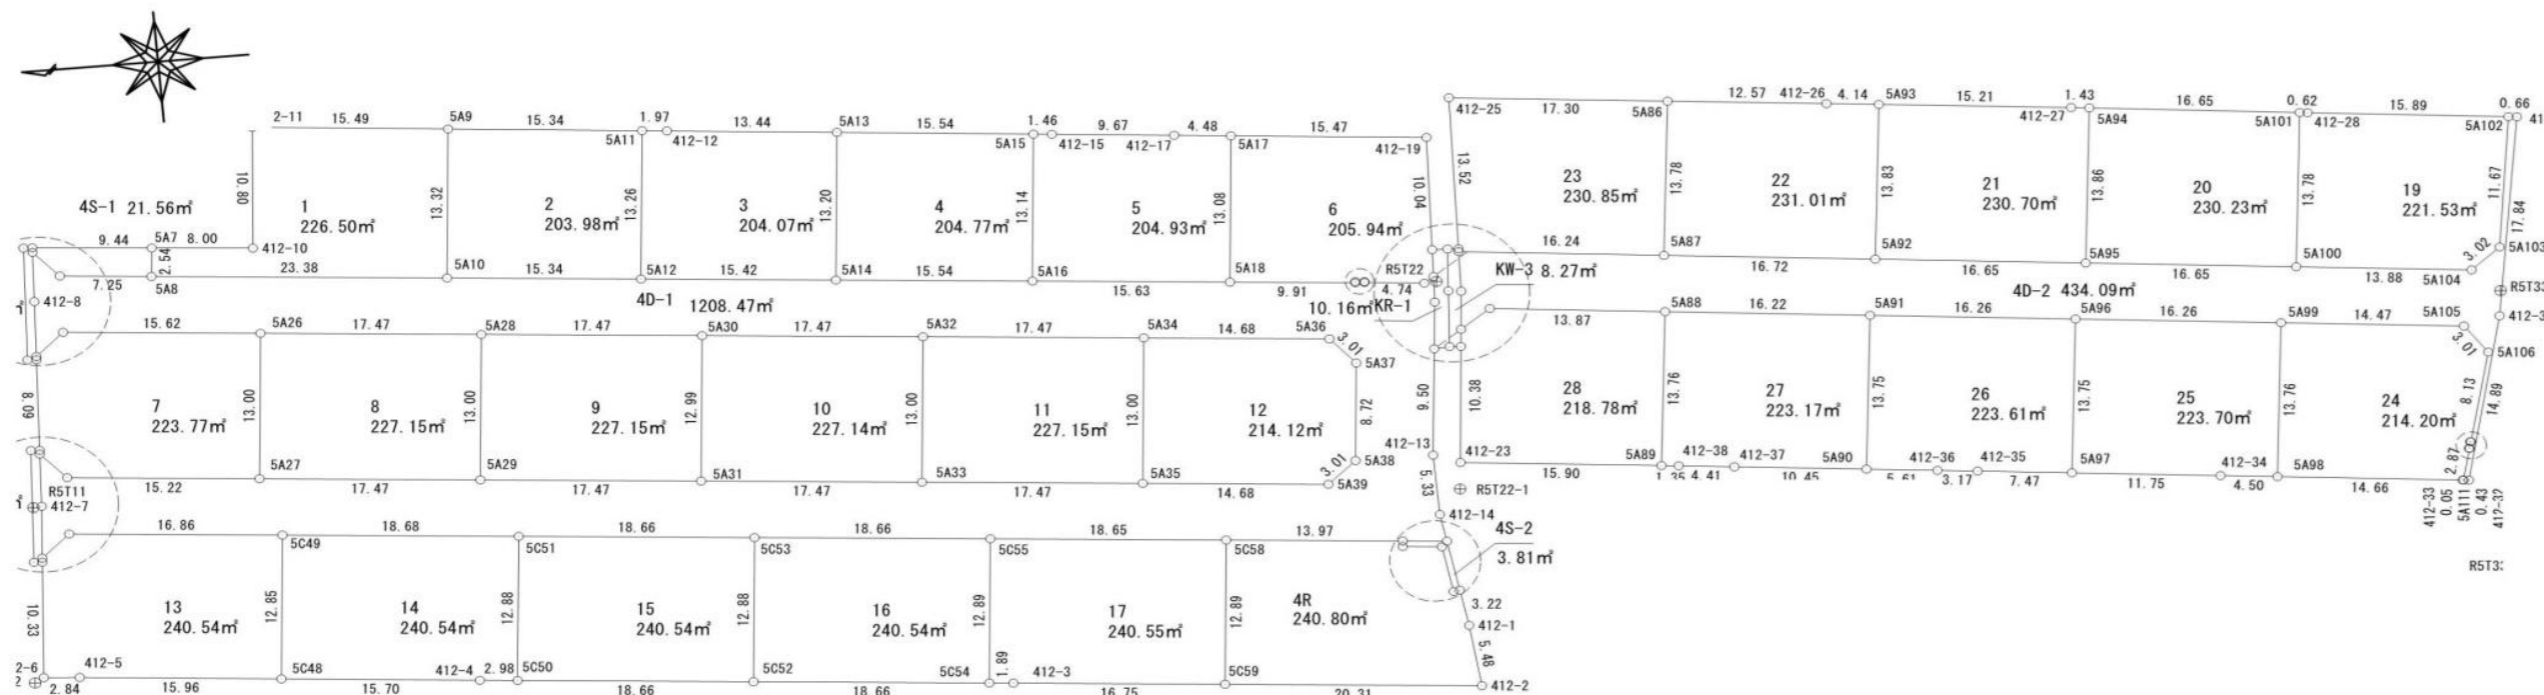 2-11 15.49 5A9 15.34 1.97 13.44 5A13 15.54 1.46 9.67 4.48 15.47
5A11 412-12 5A15 412-15 412-17 5A17 412-19
412-25 17.30 5A86 12.57 412-26 4.14 5A93 15.21 1.43 16.65 0.62 15.89 0.66
412-27 5A94 5A101 412-28 5A102 41
10.80 13.32 13.26 13.20 13.14 13.08 10.04 13.52 13.78 13.83 13.86 13.78 11.67 17.84
4S-1 21.56㎡
1
226.50㎡
2
203.98㎡
3
204.07㎡
4
204.77㎡
5
204.93㎡
6
205.94㎡
23
230.85㎡
22
231.01㎡
21
230.70㎡
20
230.23㎡
19
221.53㎡
9.44 5A7 8.00 412-10
2.54
7.25 5A8 23.38 5A10 15.34 5A12 15.42 5A14 15.54 5A16 15.63 5A18 9.91 4.74
R5T22
16.24 5A87 16.72 5A92 16.65 5A95 16.65 5A100 13.88 5A104 3.02 5A103
KW-3 8.27㎡
10.16㎡ KR-1
4D-1 1208.47㎡
4D-2 434.09㎡
R5T33
412-3
412-8
15.62 5A26 17.47 5A28 17.47 5A30 17.47 5A32 17.47 5A34 14.68 5A36
3.01 5A37
13.87 5A88 16.22 5A91 16.26 5A96 16.26 5A99 14.47 5A105
3.01 5A106
8.09 13.00 13.00 12.99 13.00 13.00 8.72 9.50 10.38 13.76 13.75 13.75 13.76 8.13 14.89
7
223.77㎡
8
227.15㎡
9
227.15㎡
10
227.14㎡
11
227.15㎡
12
214.12㎡
28
218.78㎡
27
223.17㎡
26
223.61㎡
25
223.70㎡
24
214.20㎡
412-13 412-23
5A27 5A29 5A31 5A33 5A35 3.01 5A38
5A39
15.22 17.47 17.47 17.47 17.47 14.68
R5T11
412-7
5.33
R5T22-1
412-14
15.90 5A89 1.35 412-38 4.41 412-37 10.45 5A90 5.61 412-36 3.17 412-35 7.47 5A97 11.75 412-34 4.50 5A98 14.66 2.87
412-33
0.05
5A111
0.43
412-32
R5T33
16.86 5C49 18.68 5C51 18.66 5C53 18.66 5C55 18.65 5C58 13.97
4S-2
3.81㎡
10.33 12.85 12.88 12.88 12.89 12.89
13
240.54㎡
14
240.54㎡
15
240.54㎡
16
240.54㎡
17
240.55㎡
4R
240.80㎡
3.22
412-1
5.48
2-6 412-5 5C48 412-4 2.98 5C50 5C52 5C54 1.89 412-3 5C59 412-2
2 2.84 15.96 15.70 18.66 18.66 16.75 20.31